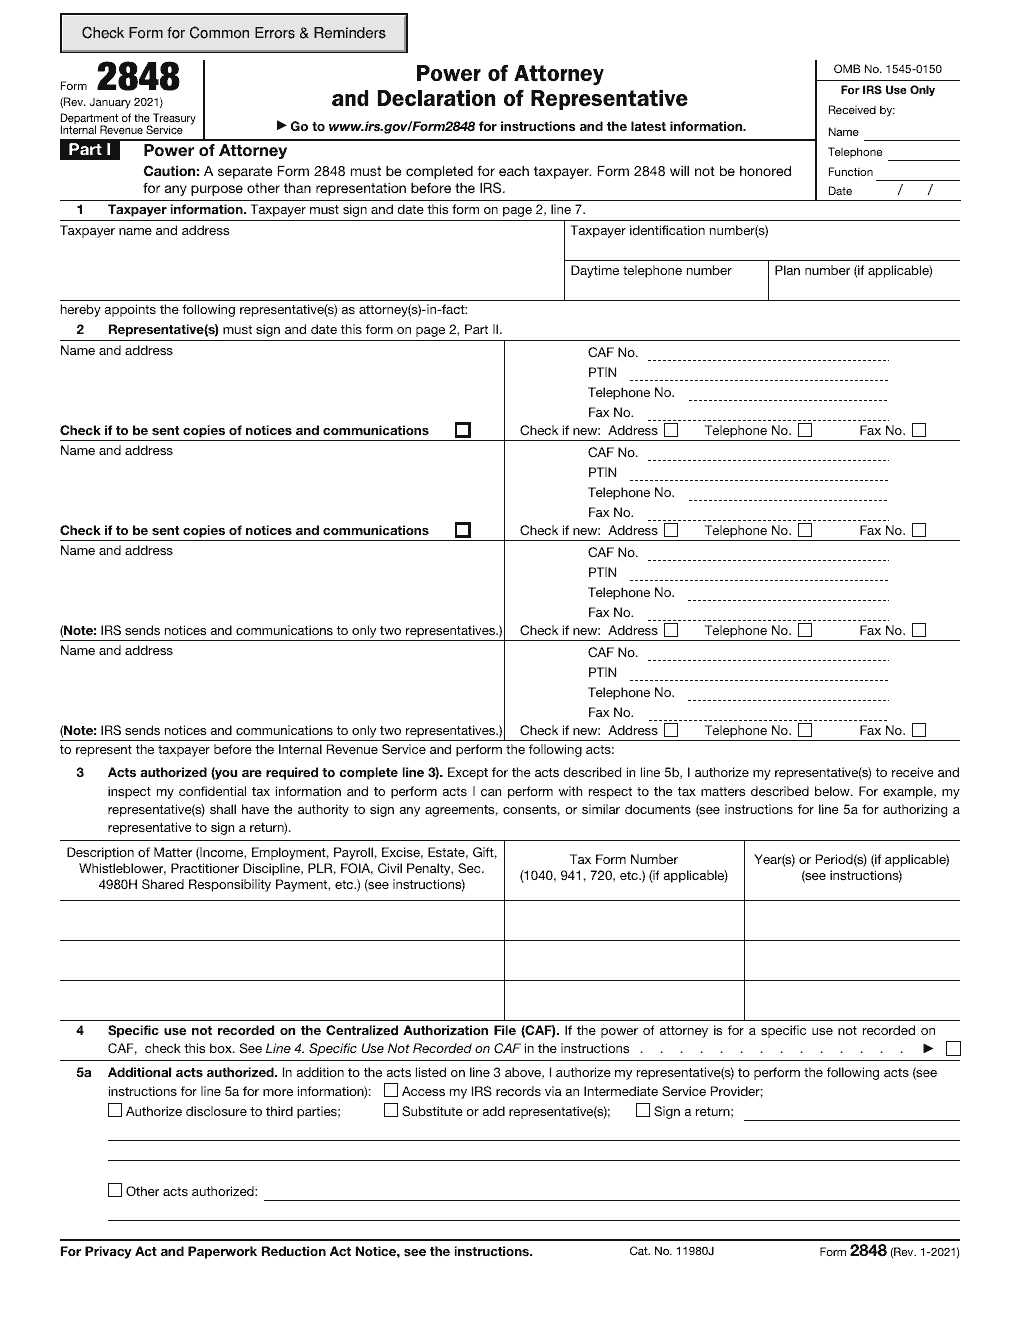 Check Form for Common Errors & Reminders
Form 2848
(Rev. January 2021)
Department of the Treasury
Internal Revenue Service
Power of Attorney
and Declaration of Representative
▶ Go to www.irs.gov/Form2848 for instructions and the latest information.
OMB No. 1545-0150
For IRS Use Only
Received by:
Name
Telephone
Function
Date / /
Part I Power of Attorney
Caution: A separate Form 2848 must be completed for each taxpayer. Form 2848 will not be honored
for any purpose other than representation before the IRS.
1 Taxpayer information. Taxpayer must sign and date this form on page 2, line 7.
Taxpayer name and address
Taxpayer identification number(s)
Daytime telephone number
Plan number (if applicable)
hereby appoints the following representative(s) as attorney(s)-in-fact:
2 Representative(s) must sign and date this form on page 2, Part II.
Name and address
CAF No.
PTIN
Telephone No.
Fax No.
Check if to be sent copies of notices and communications
Check if new: Address Telephone No. Fax No.
Name and address
CAF No.
PTIN
Telephone No.
Fax No.
Check if to be sent copies of notices and communications
Check if new: Address Telephone No. Fax No.
Name and address
CAF No.
PTIN
Telephone No.
Fax No.
(Note: IRS sends notices and communications to only two representatives.)
Check if new: Address Telephone No. Fax No.
Name and address
CAF No.
PTIN
Telephone No.
Fax No.
(Note: IRS sends notices and communications to only two representatives.)
Check if new: Address Telephone No. Fax No.
to represent the taxpayer before the Internal Revenue Service and perform the following acts:
3 Acts authorized (you are required to complete line 3). Except for the acts described in line 5b, I authorize my representative(s) to receive and
inspect my confidential tax information and to perform acts I can perform with respect to the tax matters described below. For example, my
representative(s) shall have the authority to sign any agreements, consents, or similar documents (see instructions for line 5a for authorizing a
representative to sign a return).
Description of Matter (Income, Employment, Payroll, Excise, Estate, Gift,
Whistleblower, Practitioner Discipline, PLR, FOIA, Civil Penalty, Sec.
4980H Shared Responsibility Payment, etc.) (see instructions)
Tax Form Number
(1040, 941, 720, etc.) (if applicable)
Year(s) or Period(s) (if applicable)
(see instructions)
4 Specific use not recorded on the Centralized Authorization File (CAF). If the power of attorney is for a specific use not recorded on
CAF, check this box. See Line 4. Specific Use Not Recorded on CAF in the instructions . . . . . . . . . . . . . . ▶
5a Additional acts authorized. In addition to the acts listed on line 3 above, I authorize my representative(s) to perform the following acts (see
instructions for line 5a for more information): Access my IRS records via an Intermediate Service Provider;
Authorize disclosure to third parties; Substitute or add representative(s); Sign a return;
Other acts authorized:
For Privacy Act and Paperwork Reduction Act Notice, see the instructions. Cat. No. 11980J Form 2848 (Rev. 1-2021)